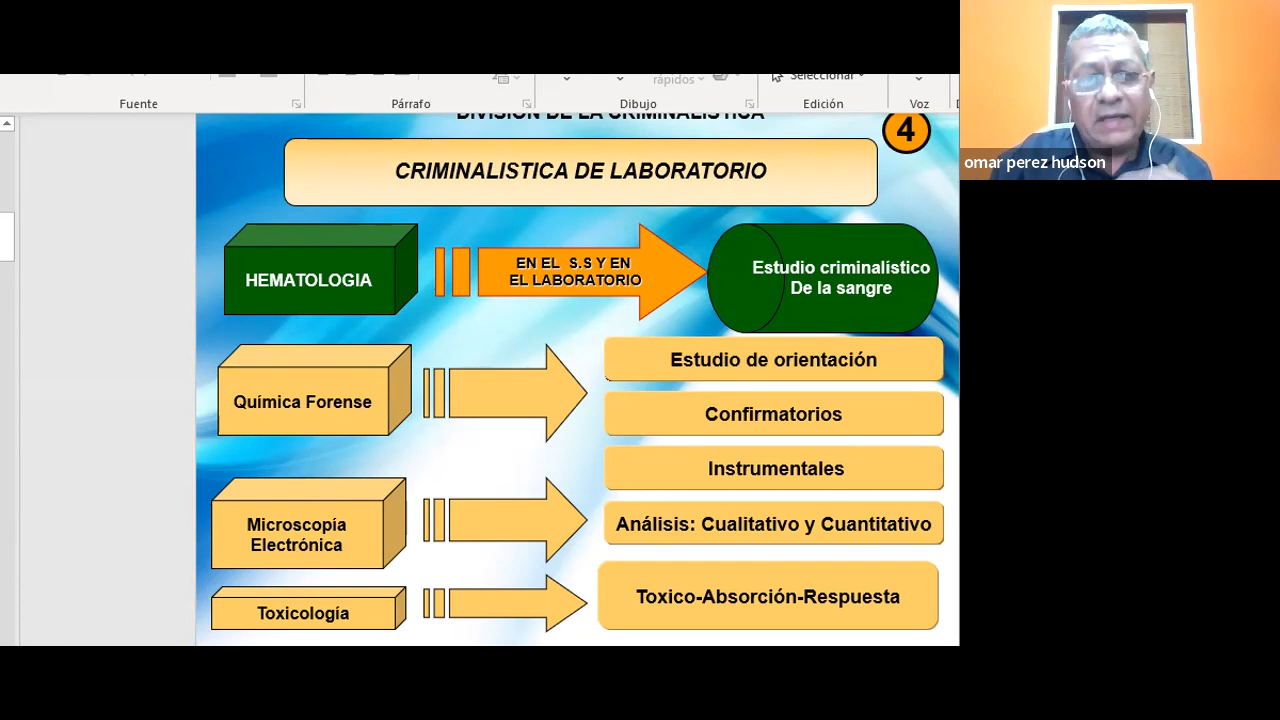 rápidos
Seleccionar
Fuente
Párrafo
Dibujo
Edición
Voz
omar perez hudson
DIVISIÓN DE LA CRIMINALÍSTICA
4
CRIMINALISTICA DE LABORATORIO
HEMATOLOGIA
EN EL S.S Y EN
EL LABORATORIO
Estudio criminalístico
De la sangre
Química Forense
Estudio de orientación
Confirmatorios
Instrumentales
Microscopía
Electrónica
Análisis: Cualitativo y Cuantitativo
Toxicología
Toxico-Absorción-Respuesta